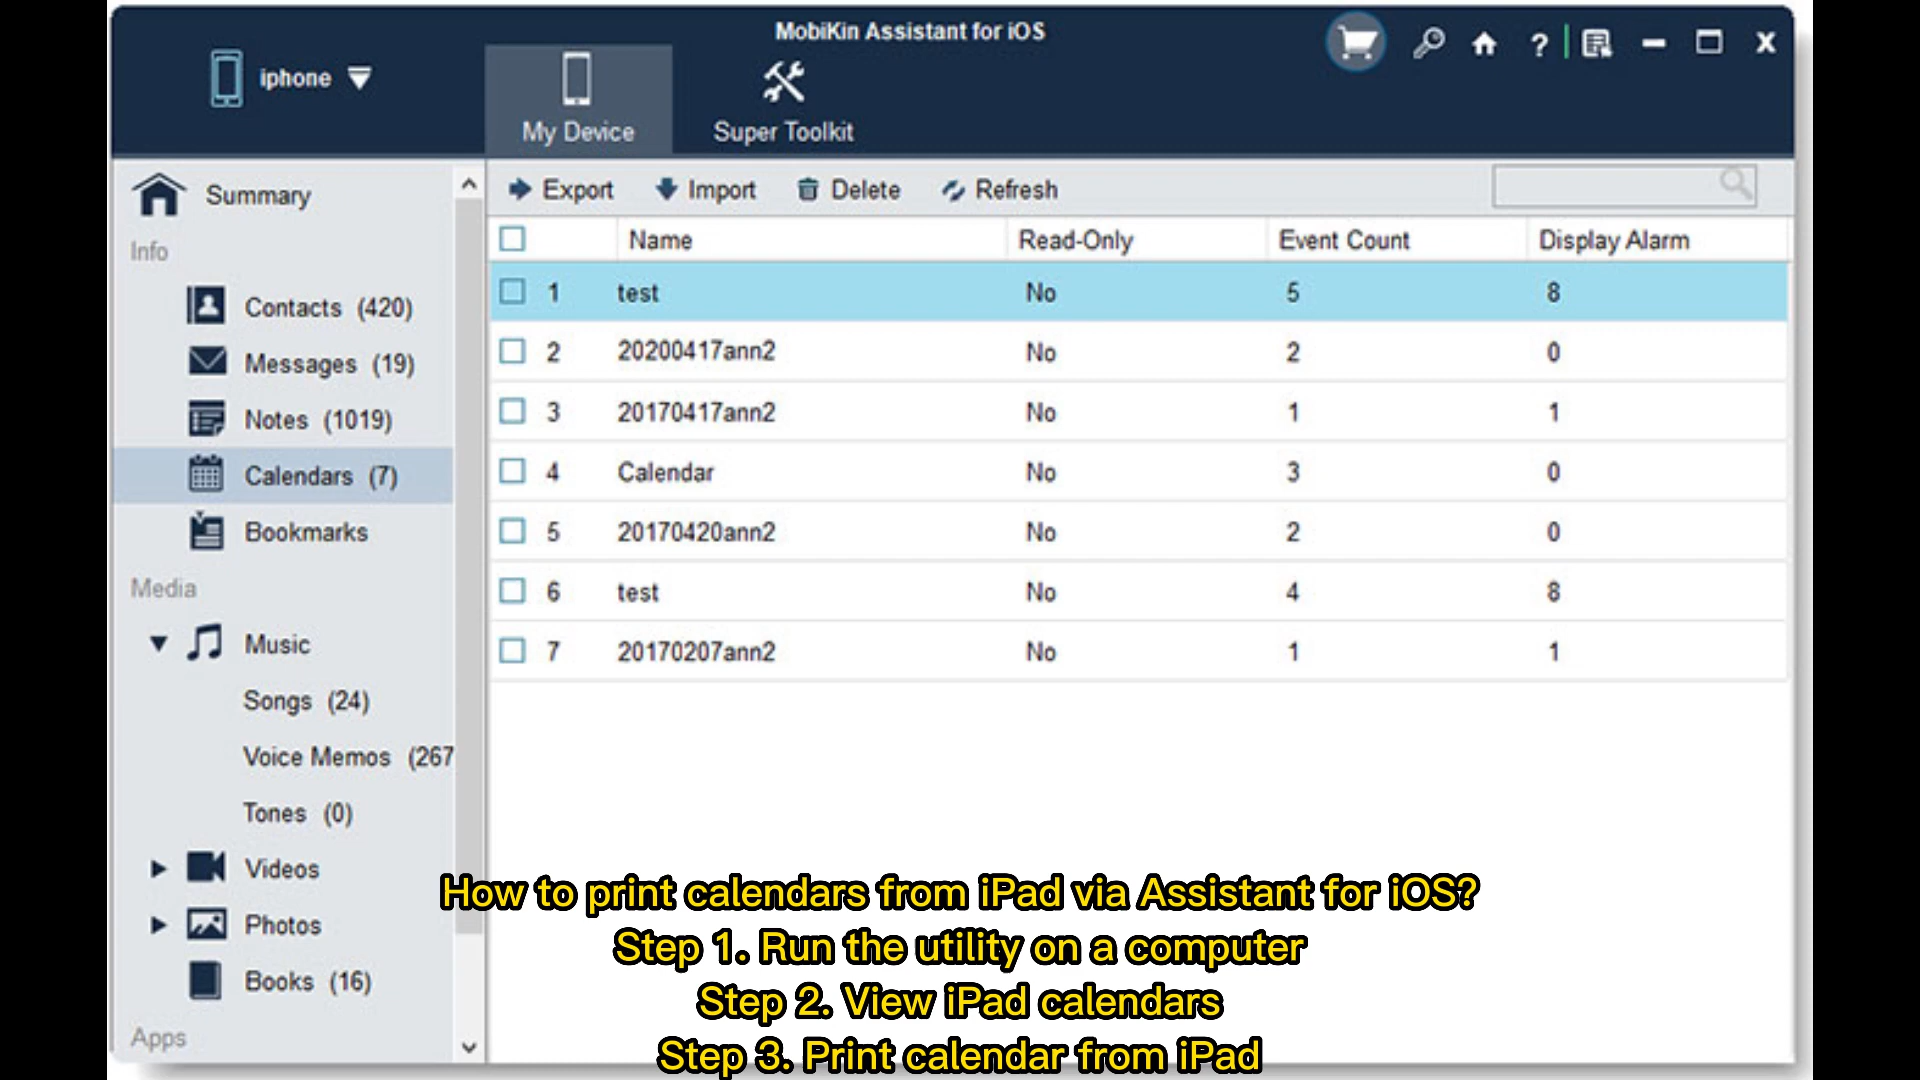 MobiKin Assistant for iOS
iphone
?
X
My Device
Super Toolkit
Summary
Info
Contacts (420)
Messages (19)
Notes (1019)
Calendars (7)
Bookmarks
Media
Music
Songs (24)
Voice Memos (267
Tones (0)
Videos
Photos
Books (16)
Apps
Export Import Delete Refresh
Name Read-Only Event Count Display Alarm
1 test No 5 8
2 20200417ann2 No 2 0
3 20170417ann2 No 1 1
4 Calendar No 3 0
5 20170420ann2 No 2 0
6 test No 4 8
7 20170207ann2 No 1 1
How to print calendars from iPad via Assistant for iOS?
Step 1. Run the utility on a computer
Step 2. View iPad calendars
Step 3. Print calendar from iPad